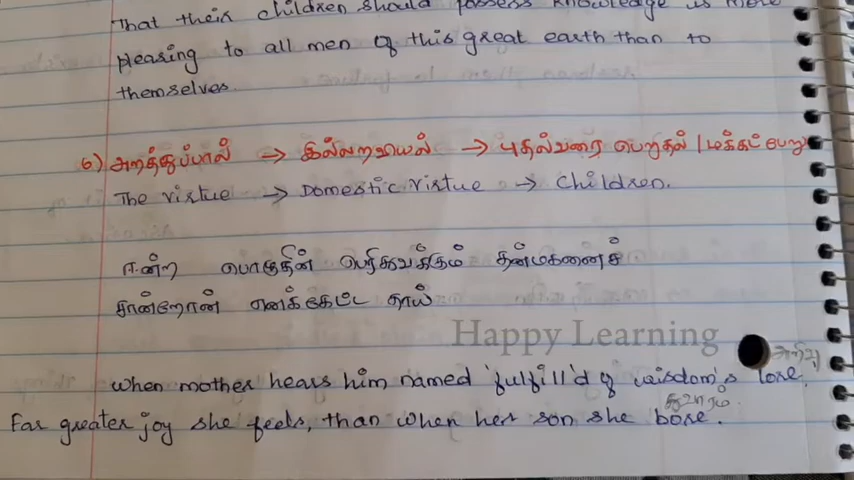 That their children should possess knowledge is more
pleasing to all men of this great earth than to
themselves.
6) அறத்துப்பால் → இல்லறவியல் → புதல்வரை பெறுதல் / மக்கட்பேறு
The virtue → Domestic virtue → Children.
ஈன்ற பொழுதின் பெரிதுவக்கும் தன்மகனைச்
சான்றோன் எனக்கேட்ட தாய்
Happy Learning
அறிவு
When mother hears him named 'fulfill'd of wisdom's lore,
Far greater joy she feels, than when her son she bore.